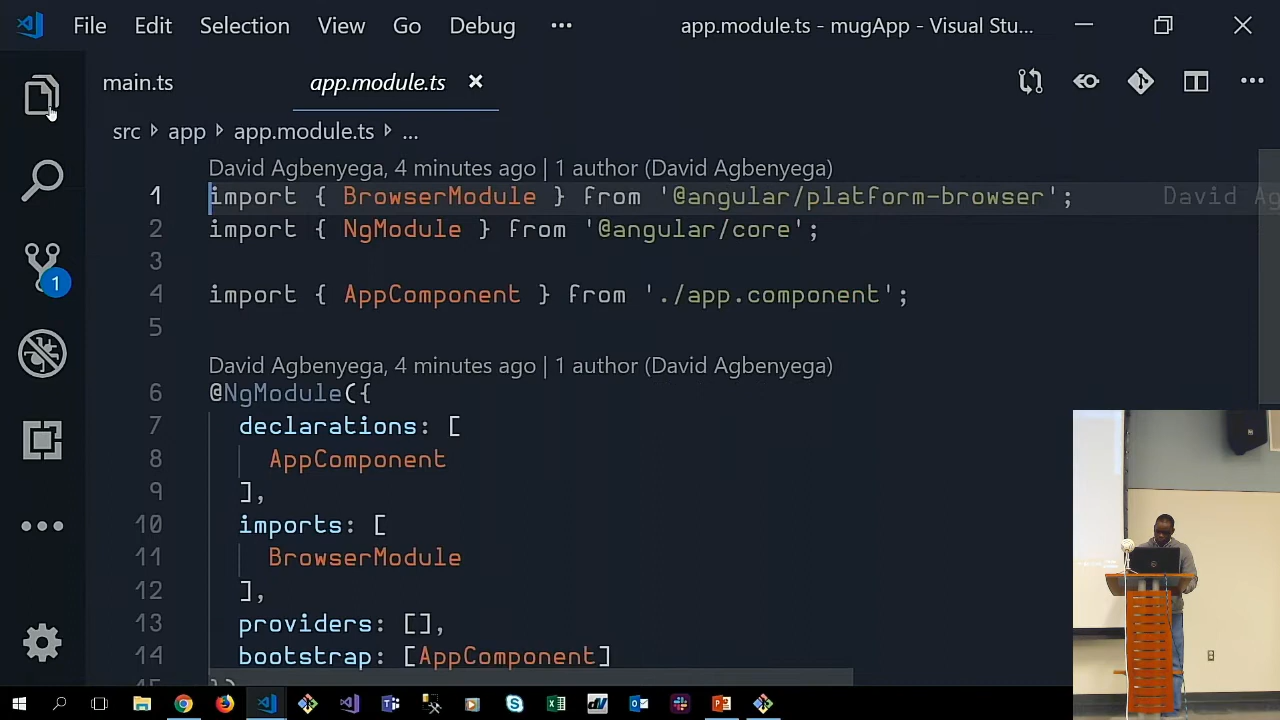 File Edit Selection View Go Debug ••• app.module.ts - mugApp - Visual Stu...
main.ts app.module.ts
src app app.module.ts ...
David Agbenyega, 4 minutes ago | 1 author (David Agbenyega)
1 import { BrowserModule } from '@angular/platform-browser'; David Ag
2 import { NgModule } from '@angular/core';
3
4 import { AppComponent } from './app.component';
5
David Agbenyega, 4 minutes ago | 1 author (David Agbenyega)
6 @NgModule({
7 declarations: [
8 AppComponent
9 ],
10 imports: [
11 BrowserModule
12 ],
13 providers: [],
14 bootstrap: [AppComponent]
15 })
1